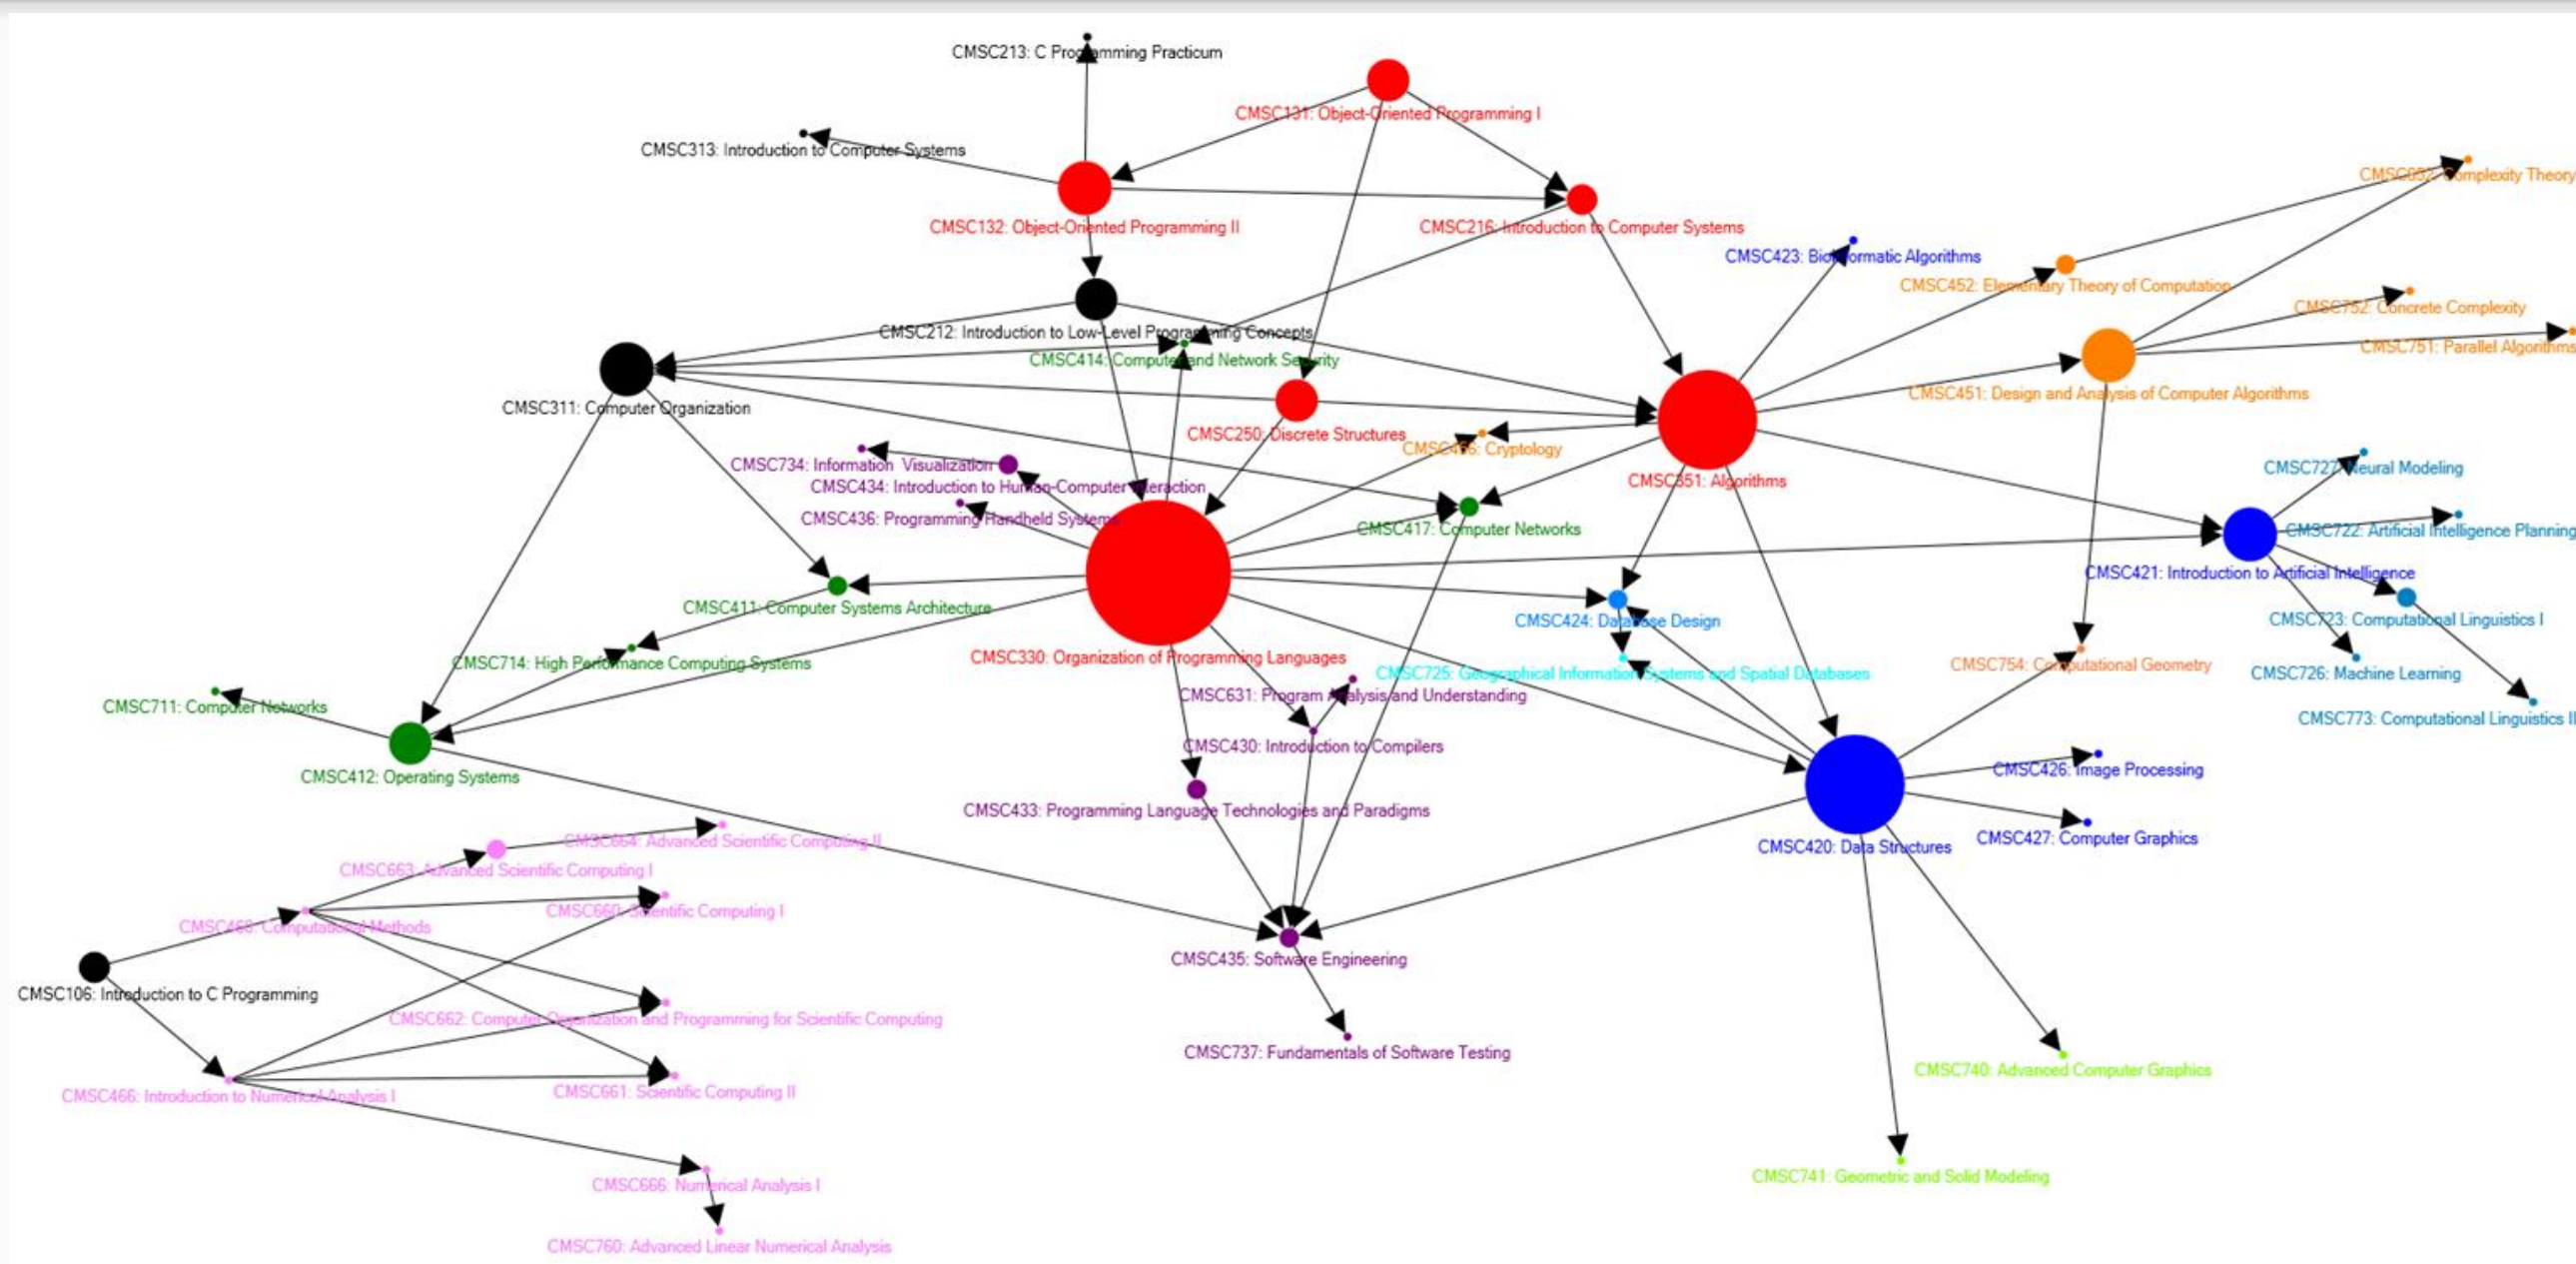 CMSC213: C Programming Practicum
CMSC131: Object-Oriented Programming I
CMSC313: Introduction to Computer Systems
CMSC652: Complexity Theory
CMSC132: Object-Oriented Programming II
CMSC216: Introduction to Computer Systems
CMSC423: Bioinformatic Algorithms
CMSC452: Elementary Theory of Computation
CMSC752: Concrete Complexity
CMSC212: Introduction to Low-Level Programming Concepts
CMSC751: Parallel Algorithms
CMSC414: Computer and Network Security
CMSC451: Design and Analysis of Computer Algorithms
CMSC311: Computer Organization
CMSC250: Discrete Structures
CMSC456: Cryptology
CMSC734: Information Visualization
CMSC727: Neural Modeling
CMSC351: Algorithms
CMSC434: Introduction to Human-Computer Interaction
CMSC436: Programming Handheld Systems
CMSC417: Computer Networks
CMSC722: Artificial Intelligence Planning
CMSC421: Introduction to Artificial Intelligence
CMSC411: Computer Systems Architecture
CMSC424: Database Design
CMSC723: Computational Linguistics I
CMSC330: Organization of Programming Languages
CMSC714: High Performance Computing Systems
CMSC754: Computational Geometry
CMSC725: Geographical Information Systems and Spatial Databases
CMSC726: Machine Learning
CMSC631: Program Analysis and Understanding
CMSC711: Computer Networks
CMSC773: Computational Linguistics II
CMSC430: Introduction to Compilers
CMSC426: Image Processing
CMSC412: Operating Systems
CMSC433: Programming Language Technologies and Paradigms
CMSC427: Computer Graphics
CMSC664: Advanced Scientific Computing II
CMSC420: Data Structures
CMSC663: Advanced Scientific Computing I
CMSC660: Scientific Computing I
CMSC460: Computational Methods
CMSC435: Software Engineering
CMSC106: Introduction to C Programming
CMSC662: Computer Organization and Programming for Scientific Computing
CMSC737: Fundamentals of Software Testing
CMSC740: Advanced Computer Graphics
CMSC661: Scientific Computing II
CMSC466: Introduction to Numerical Analysis I
CMSC741: Geometric and Solid Modeling
CMSC666: Numerical Analysis I
CMSC760: Advanced Linear Numerical Analysis